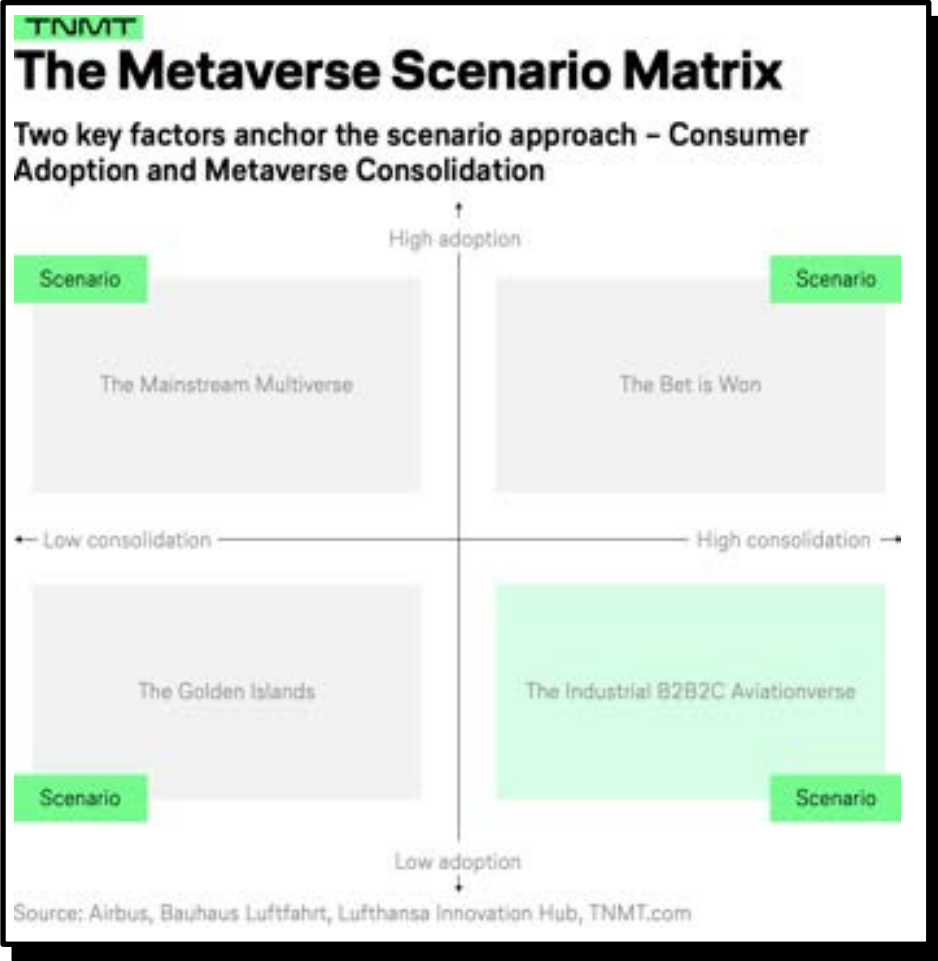 TNMT
The Metaverse Scenario Matrix
Two key factors anchor the scenario approach – Consumer
Adoption and Metaverse Consolidation
High adoption
Scenario
Scenario
The Mainstream Multiverse
The Bet is Won
Low consolidation
High consolidation
The Golden Islands
The Industrial B2B2C Aviationverse
Scenario
Scenario
Low adoption
Source: Airbus, Bauhaus Luftfahrt, Lufthansa Innovation Hub, TNMT.com